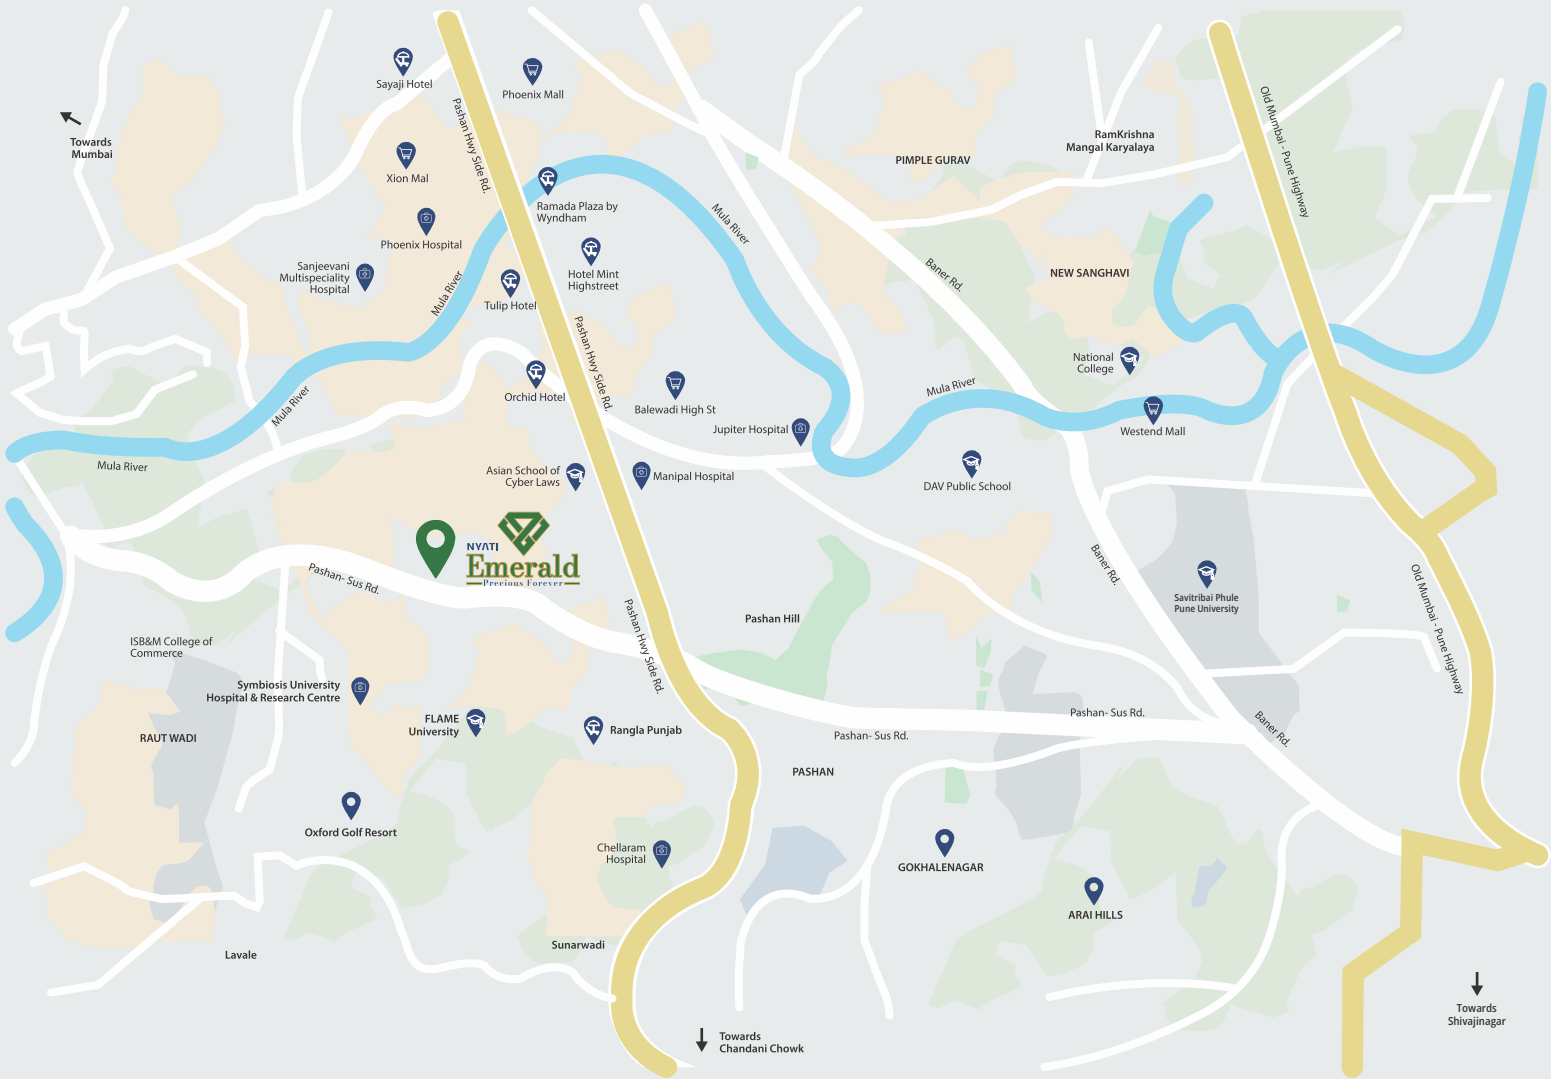 Sayaji Hotel
Phoenix Mall
Pashan Hwy Side Rd.
Old Mumbai - Pune Highway
Towards
Mumbai
RamKrishna
Mangal Karyalaya
PIMPLE GURAV
Xion Mal
Ramada Plaza by
Wyndham
Mula River
Phoenix Hospital
Sanjeevani
Multispeciality
Hospital
Hotel Mint
Highstreet
Baner Rd.
NEW SANGHAVI
Mula River
Tulip Hotel
Pashan Hwy Side Rd.
National
College
Orchid Hotel
Balewadi High St
Mula River
Mula River
Jupiter Hospital
Westend Mall
Mula River
Asian School of
Cyber Laws
Manipal Hospital
DAV Public School
NYATI
Emerald
Precious Forever
Pashan- Sus Rd.
Baner Rd.
Savitribai Phule
Pune University
Old Mumbai - Pune Highway
Pashan Hill
Pashan Hwy Side Rd.
ISB&M College of
Commerce
Symbiosis University
Hospital & Research Centre
FLAME
University
Rangla Punjab
Pashan- Sus Rd.
Pashan- Sus Rd.
Baner Rd.
RAUT WADI
PASHAN
Oxford Golf Resort
Chellaram
Hospital
GOKHALENAGAR
ARAI HILLS
Sunarwadi
Lavale
Towards
Shivajinagar
Towards
Chandani Chowk